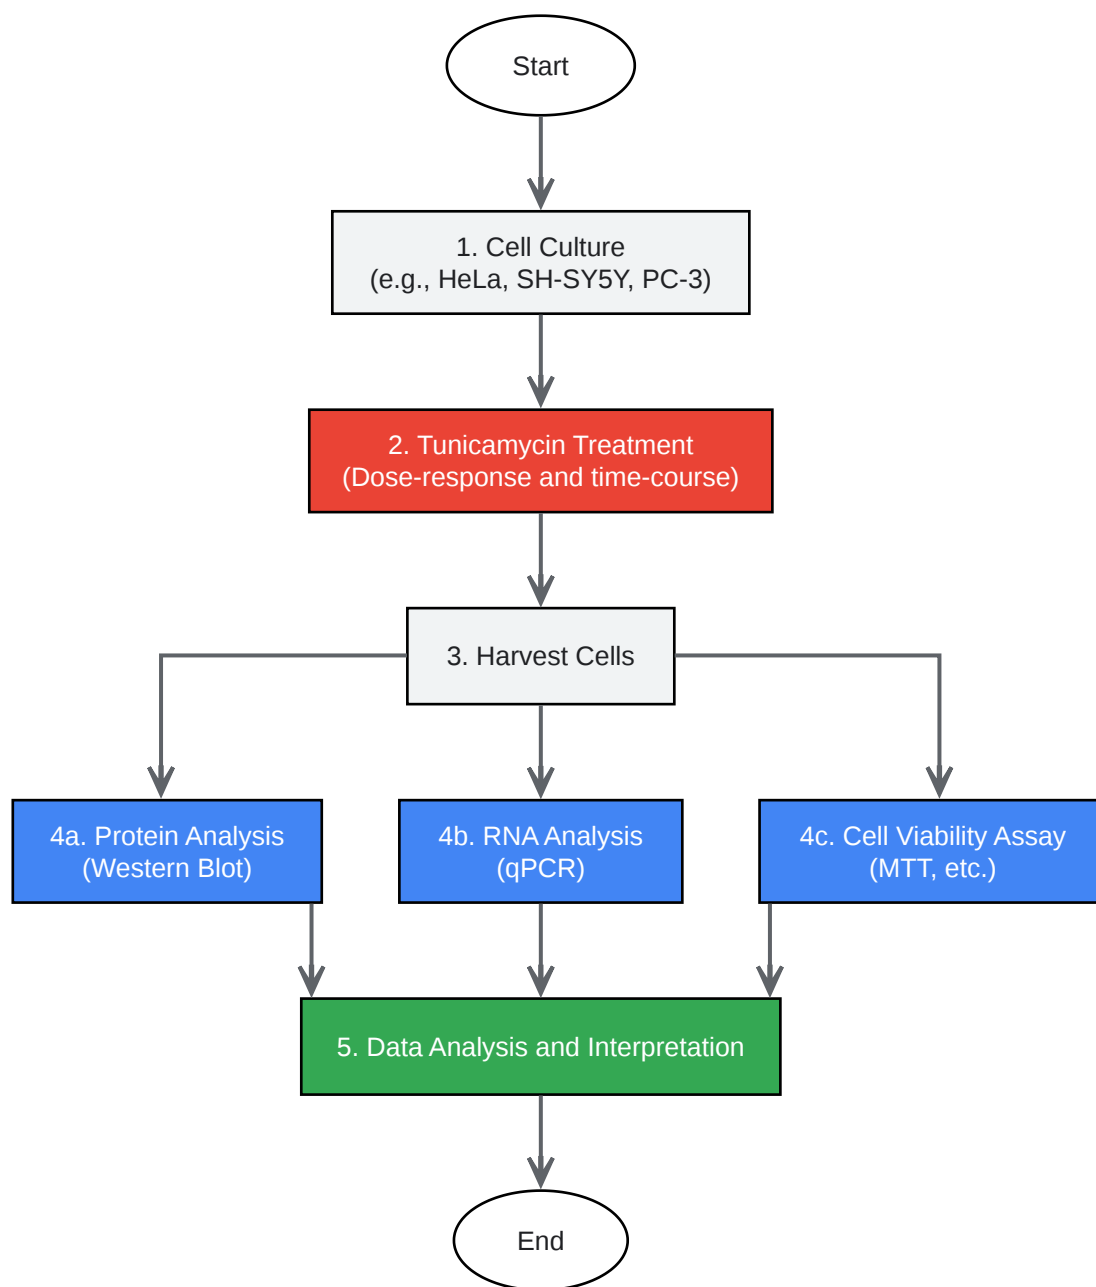 Start
1. Cell Culture
(e.g., HeLa, SH-SY5Y, PC-3)
2. Tunicamycin Treatment
(Dose-response and time-course)
3. Harvest Cells
4a. Protein Analysis
(Western Blot)
4b. RNA Analysis
(qPCR)
4c. Cell Viability Assay
(MTT, etc.)
5. Data Analysis and Interpretation
End